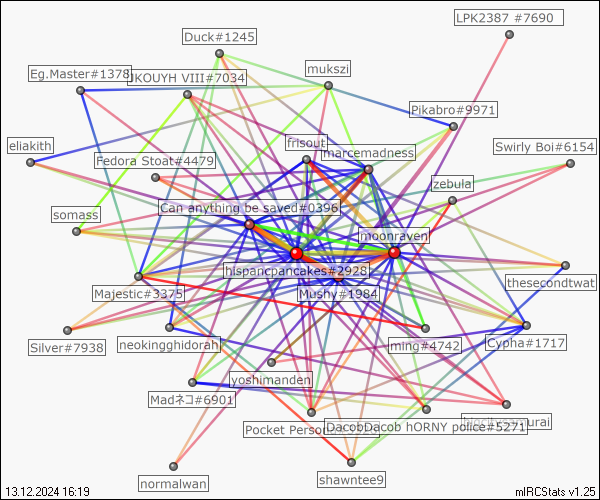 LPK2387 #7690
Duck#1245
mukszi
Eg.Master#1378
JKOUYH VIII#7034
Pikabro#9971
frisout
eliakith
Fedora Stoat#4479
marcemadness
Swirly Boi#6154
zebula
somass
Can anything be saved#0396
moonraven
hispancpancakes#2928
thesecondtwat
Majestic#3375
Mushy#1984
Silver#7938
neokingghidorah
ming#4742
Cypha#1717
yoshimanden
Madネコ#6901
Pocket Person
DacobDacob hORNY police#5271
normalwan
shawntee9
13.12.2024 16:19
mIRCStats v1.25